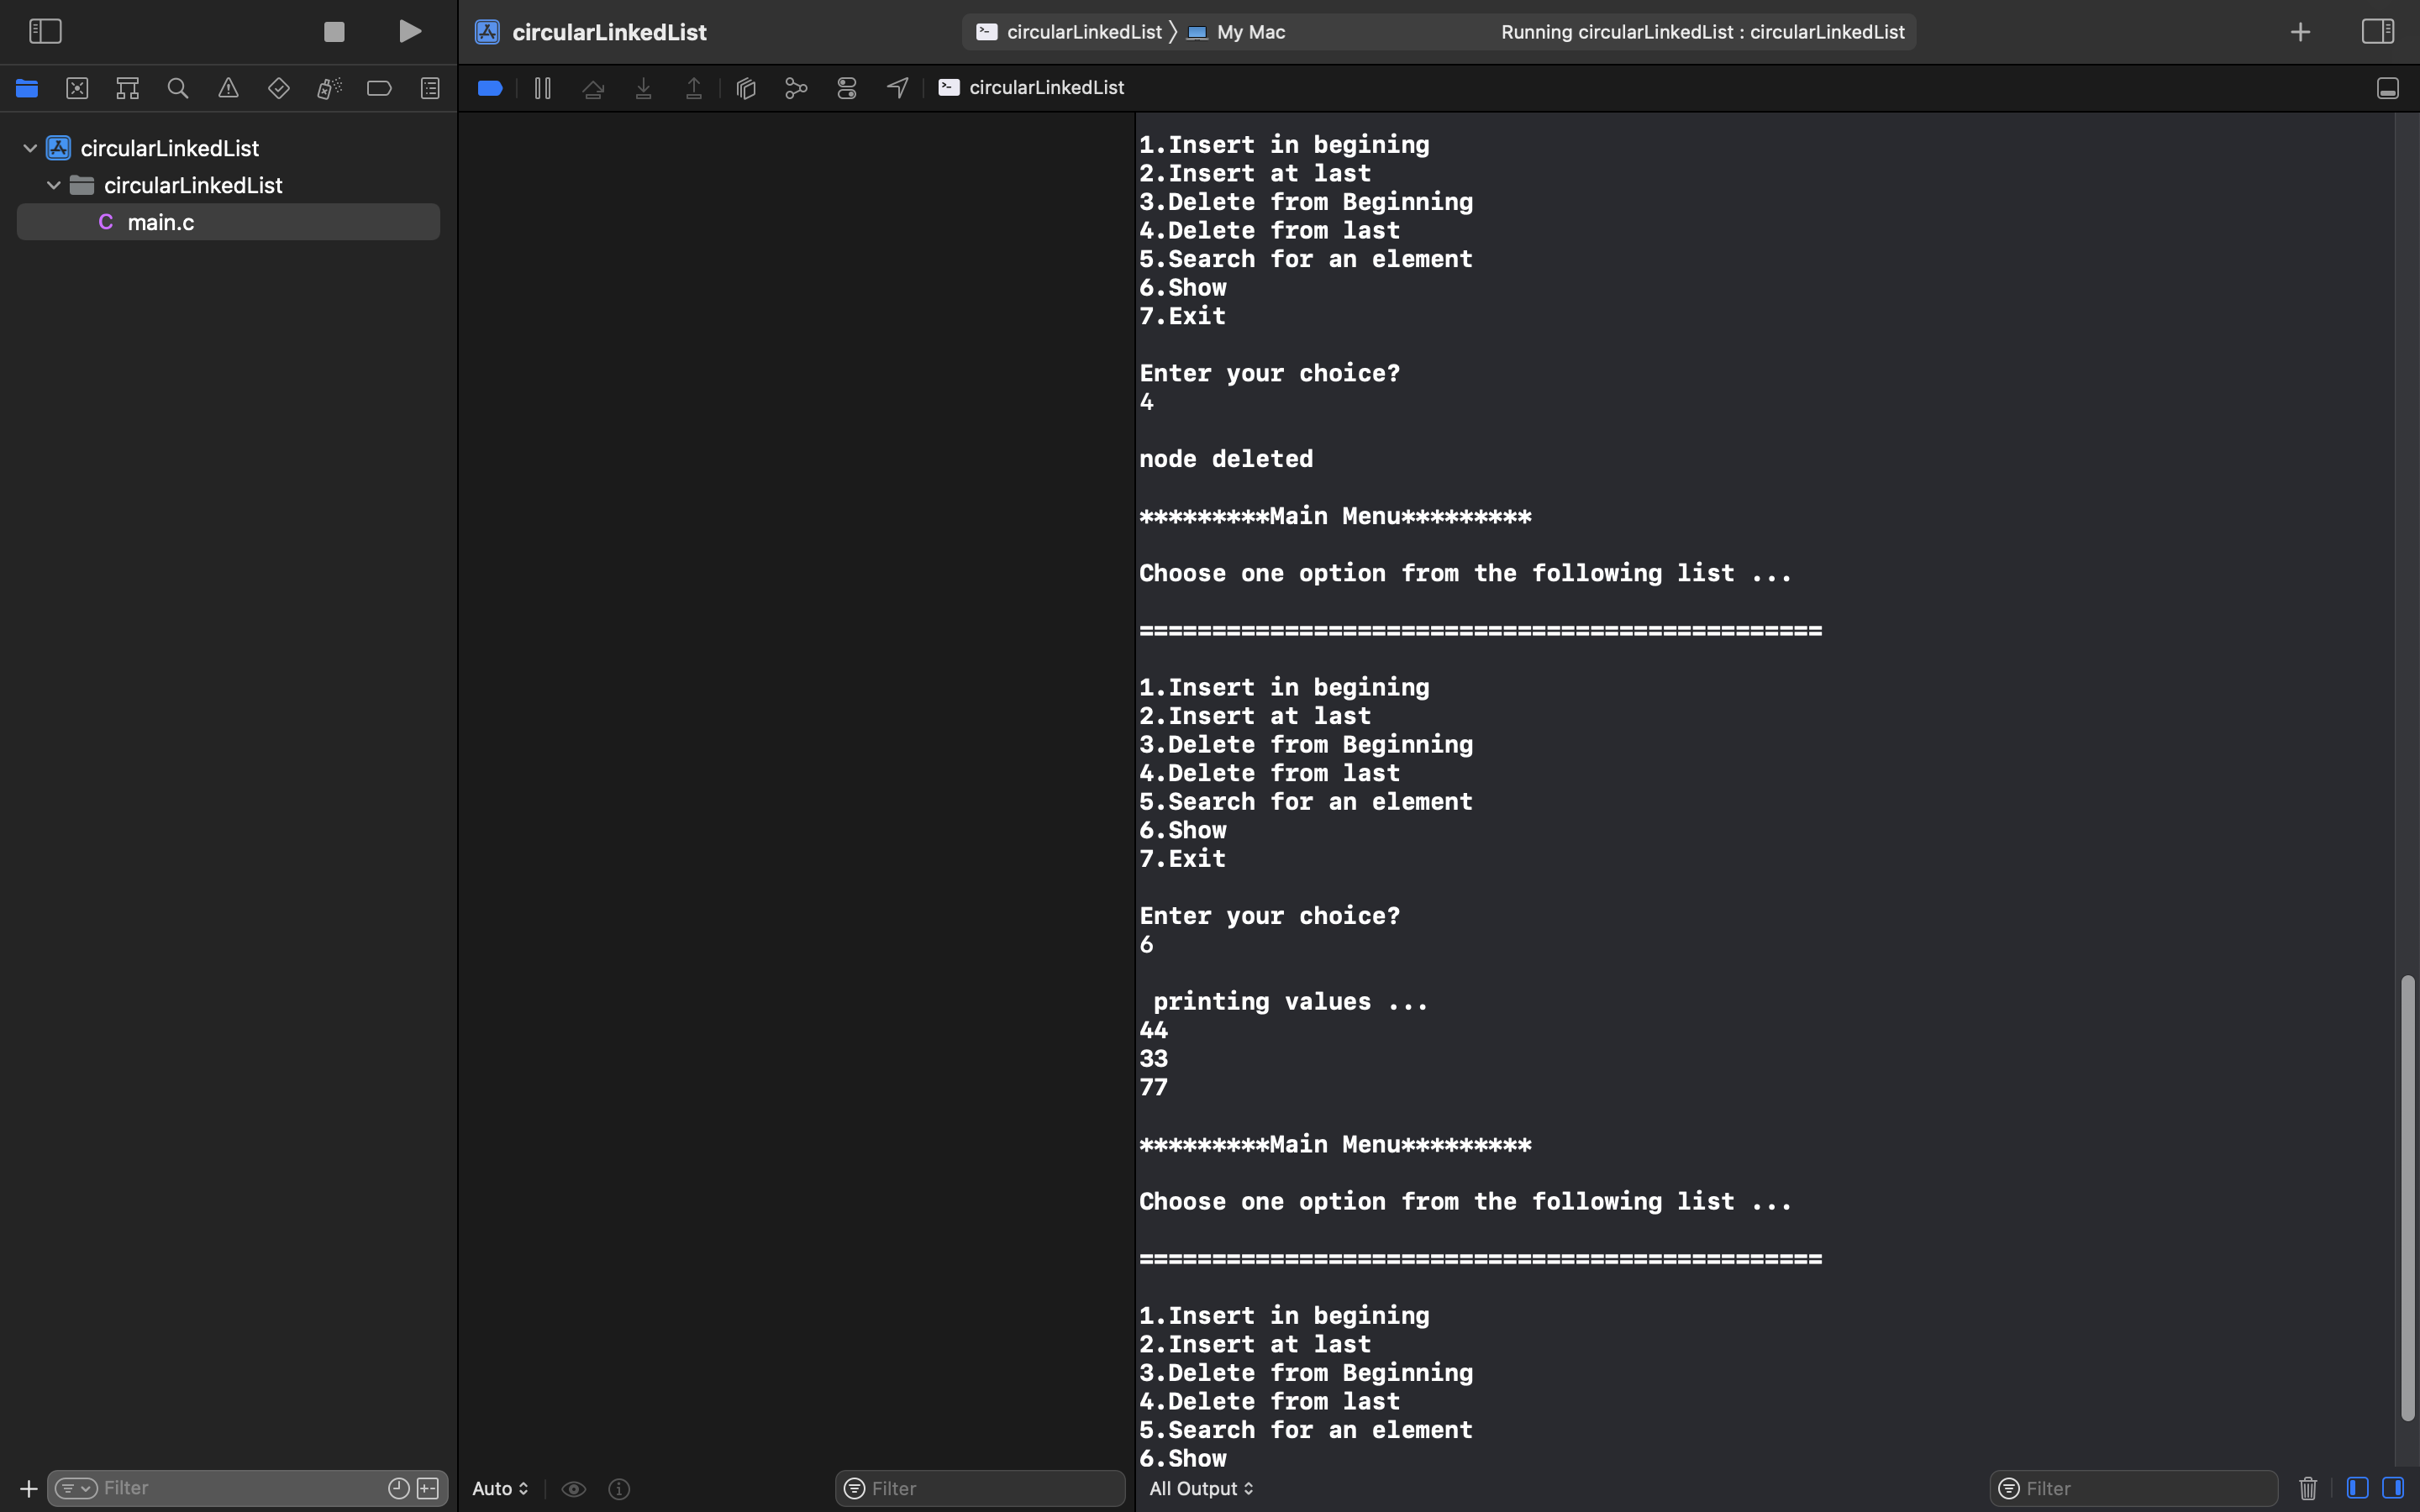 circularLinkedList
circularLinkedList
My Mac
Running circularLinkedList : circularLinkedList
circularLinkedList
circularLinkedList
circularLinkedList
C main.c
1.Insert in begining
2.Insert at last
3.Delete from Beginning
4.Delete from last
5.Search for an element
6.Show
7.Exit
Enter your choice?
4
node deleted
*********Main Menu*********
Choose one option from the following list ...
===============================================
1.Insert in begining
2.Insert at last
3.Delete from Beginning
4.Delete from last
5.Search for an element
6.Show
7.Exit
Enter your choice?
6
printing values ...
44
33
77
*********Main Menu*********
Choose one option from the following list ...
===============================================
1.Insert in begining
2.Insert at last
3.Delete from Beginning
4.Delete from last
5.Search for an element
6.Show
Filter
Auto
Filter
All Output
Filter